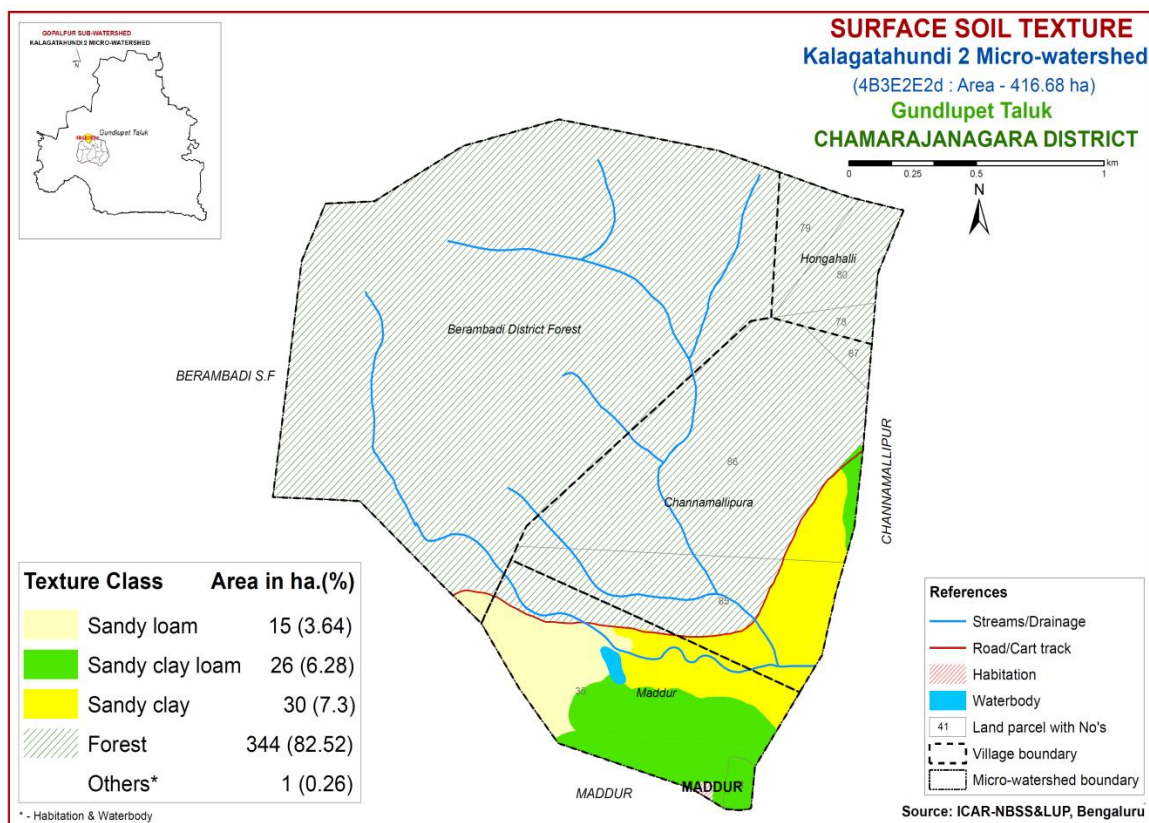 GOPALPUR SUB-WATERSHED
KALAGATAHUNDI 2 MICRO-WATERSHED
N
Gundlupet Taluk
SURFACE SOIL TEXTURE
Kalagatahundi 2 Micro-watershed
(4B3E2E2d : Area - 416.68 ha)
Gundlupet Taluk
CHAMARAJANAGARA DISTRICT
km
0 0.25 0.5 1
N
79
Hongahalli
80
78
87
Berambadi District Forest
BERAMBADI S.F
CHANNAMALLIPUR
86
Channamallipura
85
35
Maddur
MADDUR
MADDUR
Texture Class Area in ha.(%)
Sandy loam 15 (3.64)
Sandy clay loam 26 (6.28)
Sandy clay 30 (7.3)
Forest 344 (82.52)
Others* 1 (0.26)
* - Habitation & Waterbody
References
Streams/Drainage
Road/Cart track
Habitation
Waterbody
41 Land parcel with No's
Village boundary
Micro-watershed boundary
Source: ICAR-NBSS&LUP, Bengaluru